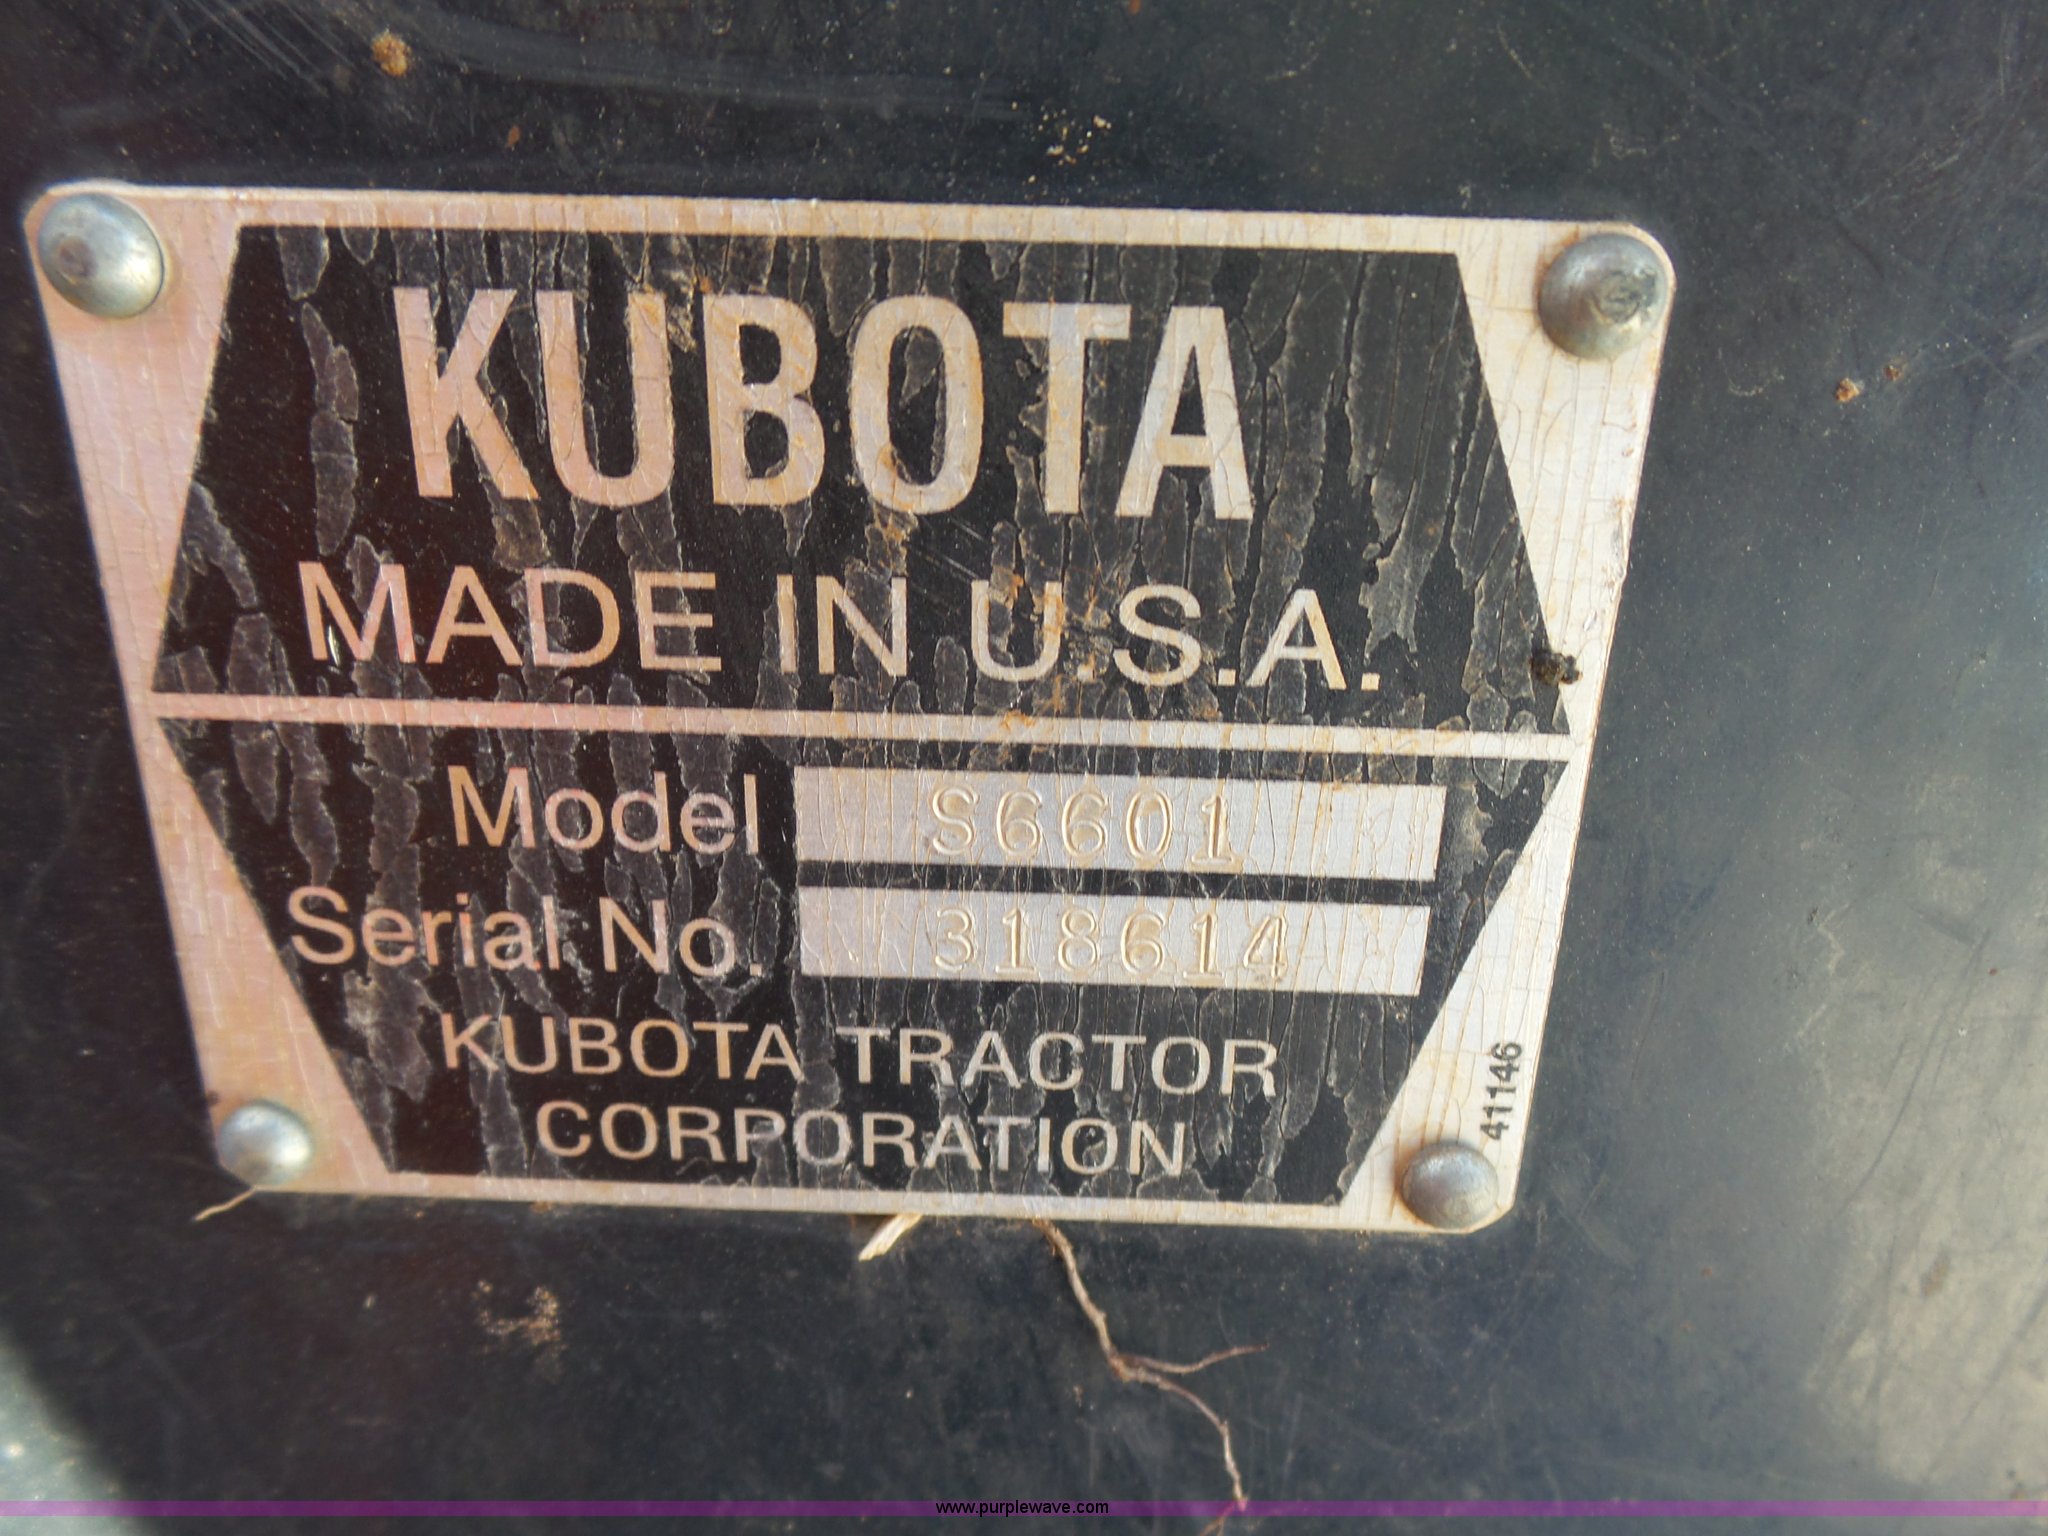 KUBOTA
MADE IN U.S.A.
Model S6601
Serial No. 318614
KUBOTA TRACTOR
CORPORATION
41146
www.purplewave.com